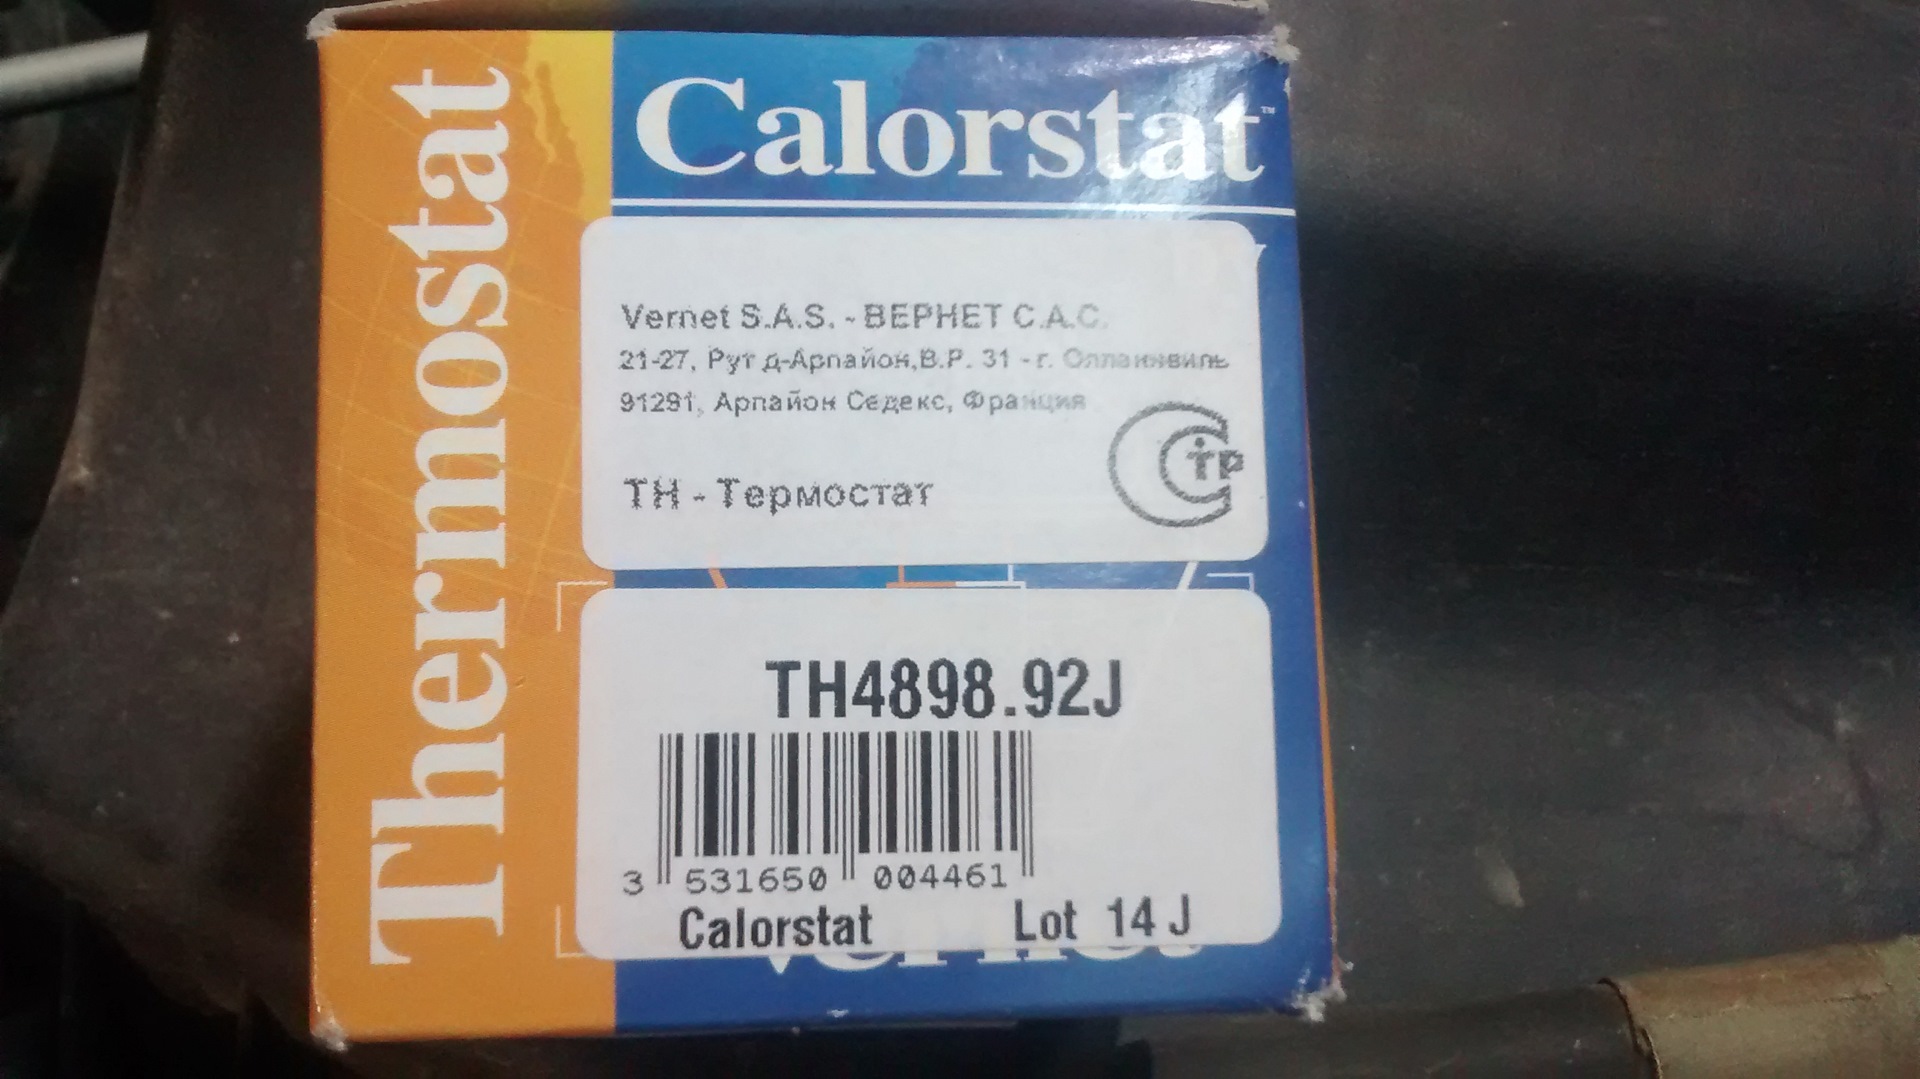 Thermostat
Calorstat™
Vernet S.A.S. - ВЕРНЕТ С.А.С.
21-27, Рут д-Арпайон,В.Р. 31 - г. Оллаинвиль
91291, Арпайон Седекс, Франция
ТН - Термостат
TH4898.92J
3 531650 004461
Calorstat Lot 14 J